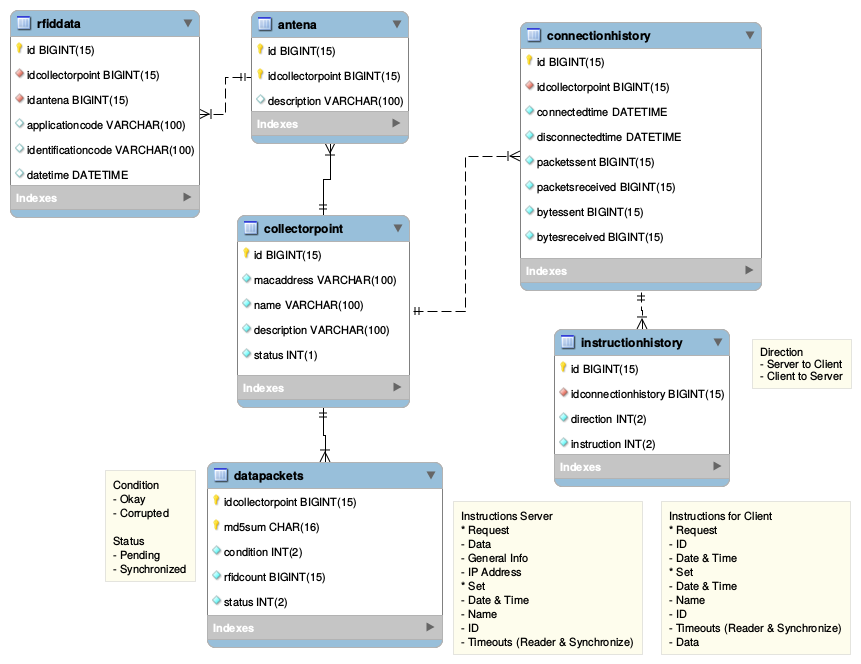 rfiddata
id BIGINT(15)
idcollectorpoint BIGINT(15)
idantena BIGINT(15)
applicationcode VARCHAR(100)
identificationcode VARCHAR(100)
datetime DATETIME
Indexes
antena
id BIGINT(15)
idcollectorpoint BIGINT(15)
description VARCHAR(100)
Indexes
connectionhistory
id BIGINT(15)
idcollectorpoint BIGINT(15)
connectedtime DATETIME
disconnectedtime DATETIME
packetssent BIGINT(15)
packetsreceived BIGINT(15)
bytessent BIGINT(15)
bytesreceived BIGINT(15)
Indexes
collectorpoint
id BIGINT(15)
macaddress VARCHAR(100)
name VARCHAR(100)
description VARCHAR(100)
status INT(1)
Indexes
instructionhistory
id BIGINT(15)
idconnectionhistory BIGINT(15)
direction INT(2)
instruction INT(2)
Indexes
Direction
- Server to Client
- Client to Server
Condition
- Okay
- Corrupted
Status
- Pending
- Synchronized
datapackets
idcollectorpoint BIGINT(15)
md5sum CHAR(16)
condition INT(2)
rfidcount BIGINT(15)
status INT(2)
Indexes
Instructions Server
* Request
- Data
- General Info
- IP Address
* Set
- Date & Time
- Name
- ID
- Timeouts (Reader & Synchronize)
Instructions for Client
* Request
- ID
- Date & Time
* Set
- Date & Time
- Name
- ID
- Timeouts (Reader & Synchronize)
- Data